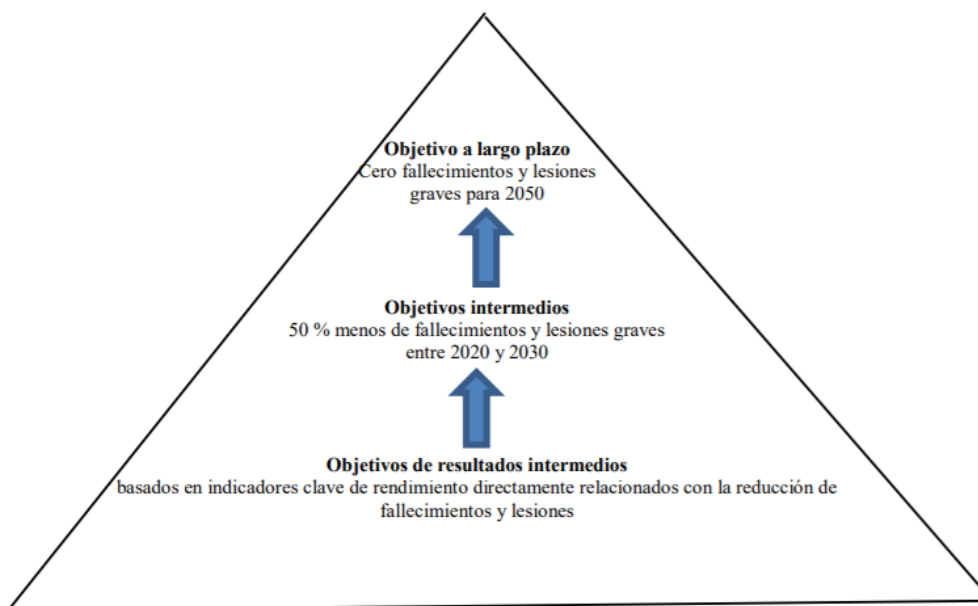 Objetivo a largo plazo
Cero fallecimientos y lesiones
graves para 2050
Objetivos intermedios
50 % menos de fallecimientos y lesiones graves
entre 2020 y 2030
Objetivos de resultados intermedios
basados en indicadores clave de rendimiento directamente relacionados con la reducción de
fallecimientos y lesiones